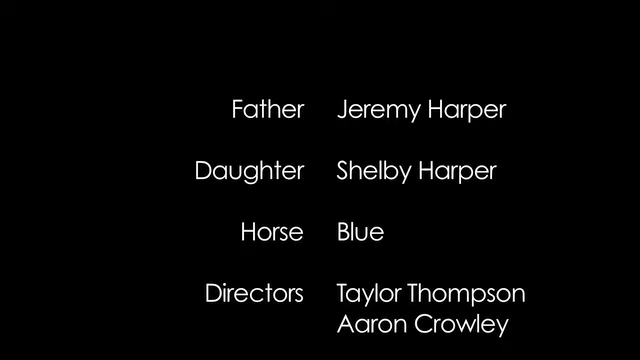 Father Jeremy Harper
Daughter Shelby Harper
Horse Blue
Directors Taylor Thompson
Aaron Crowley